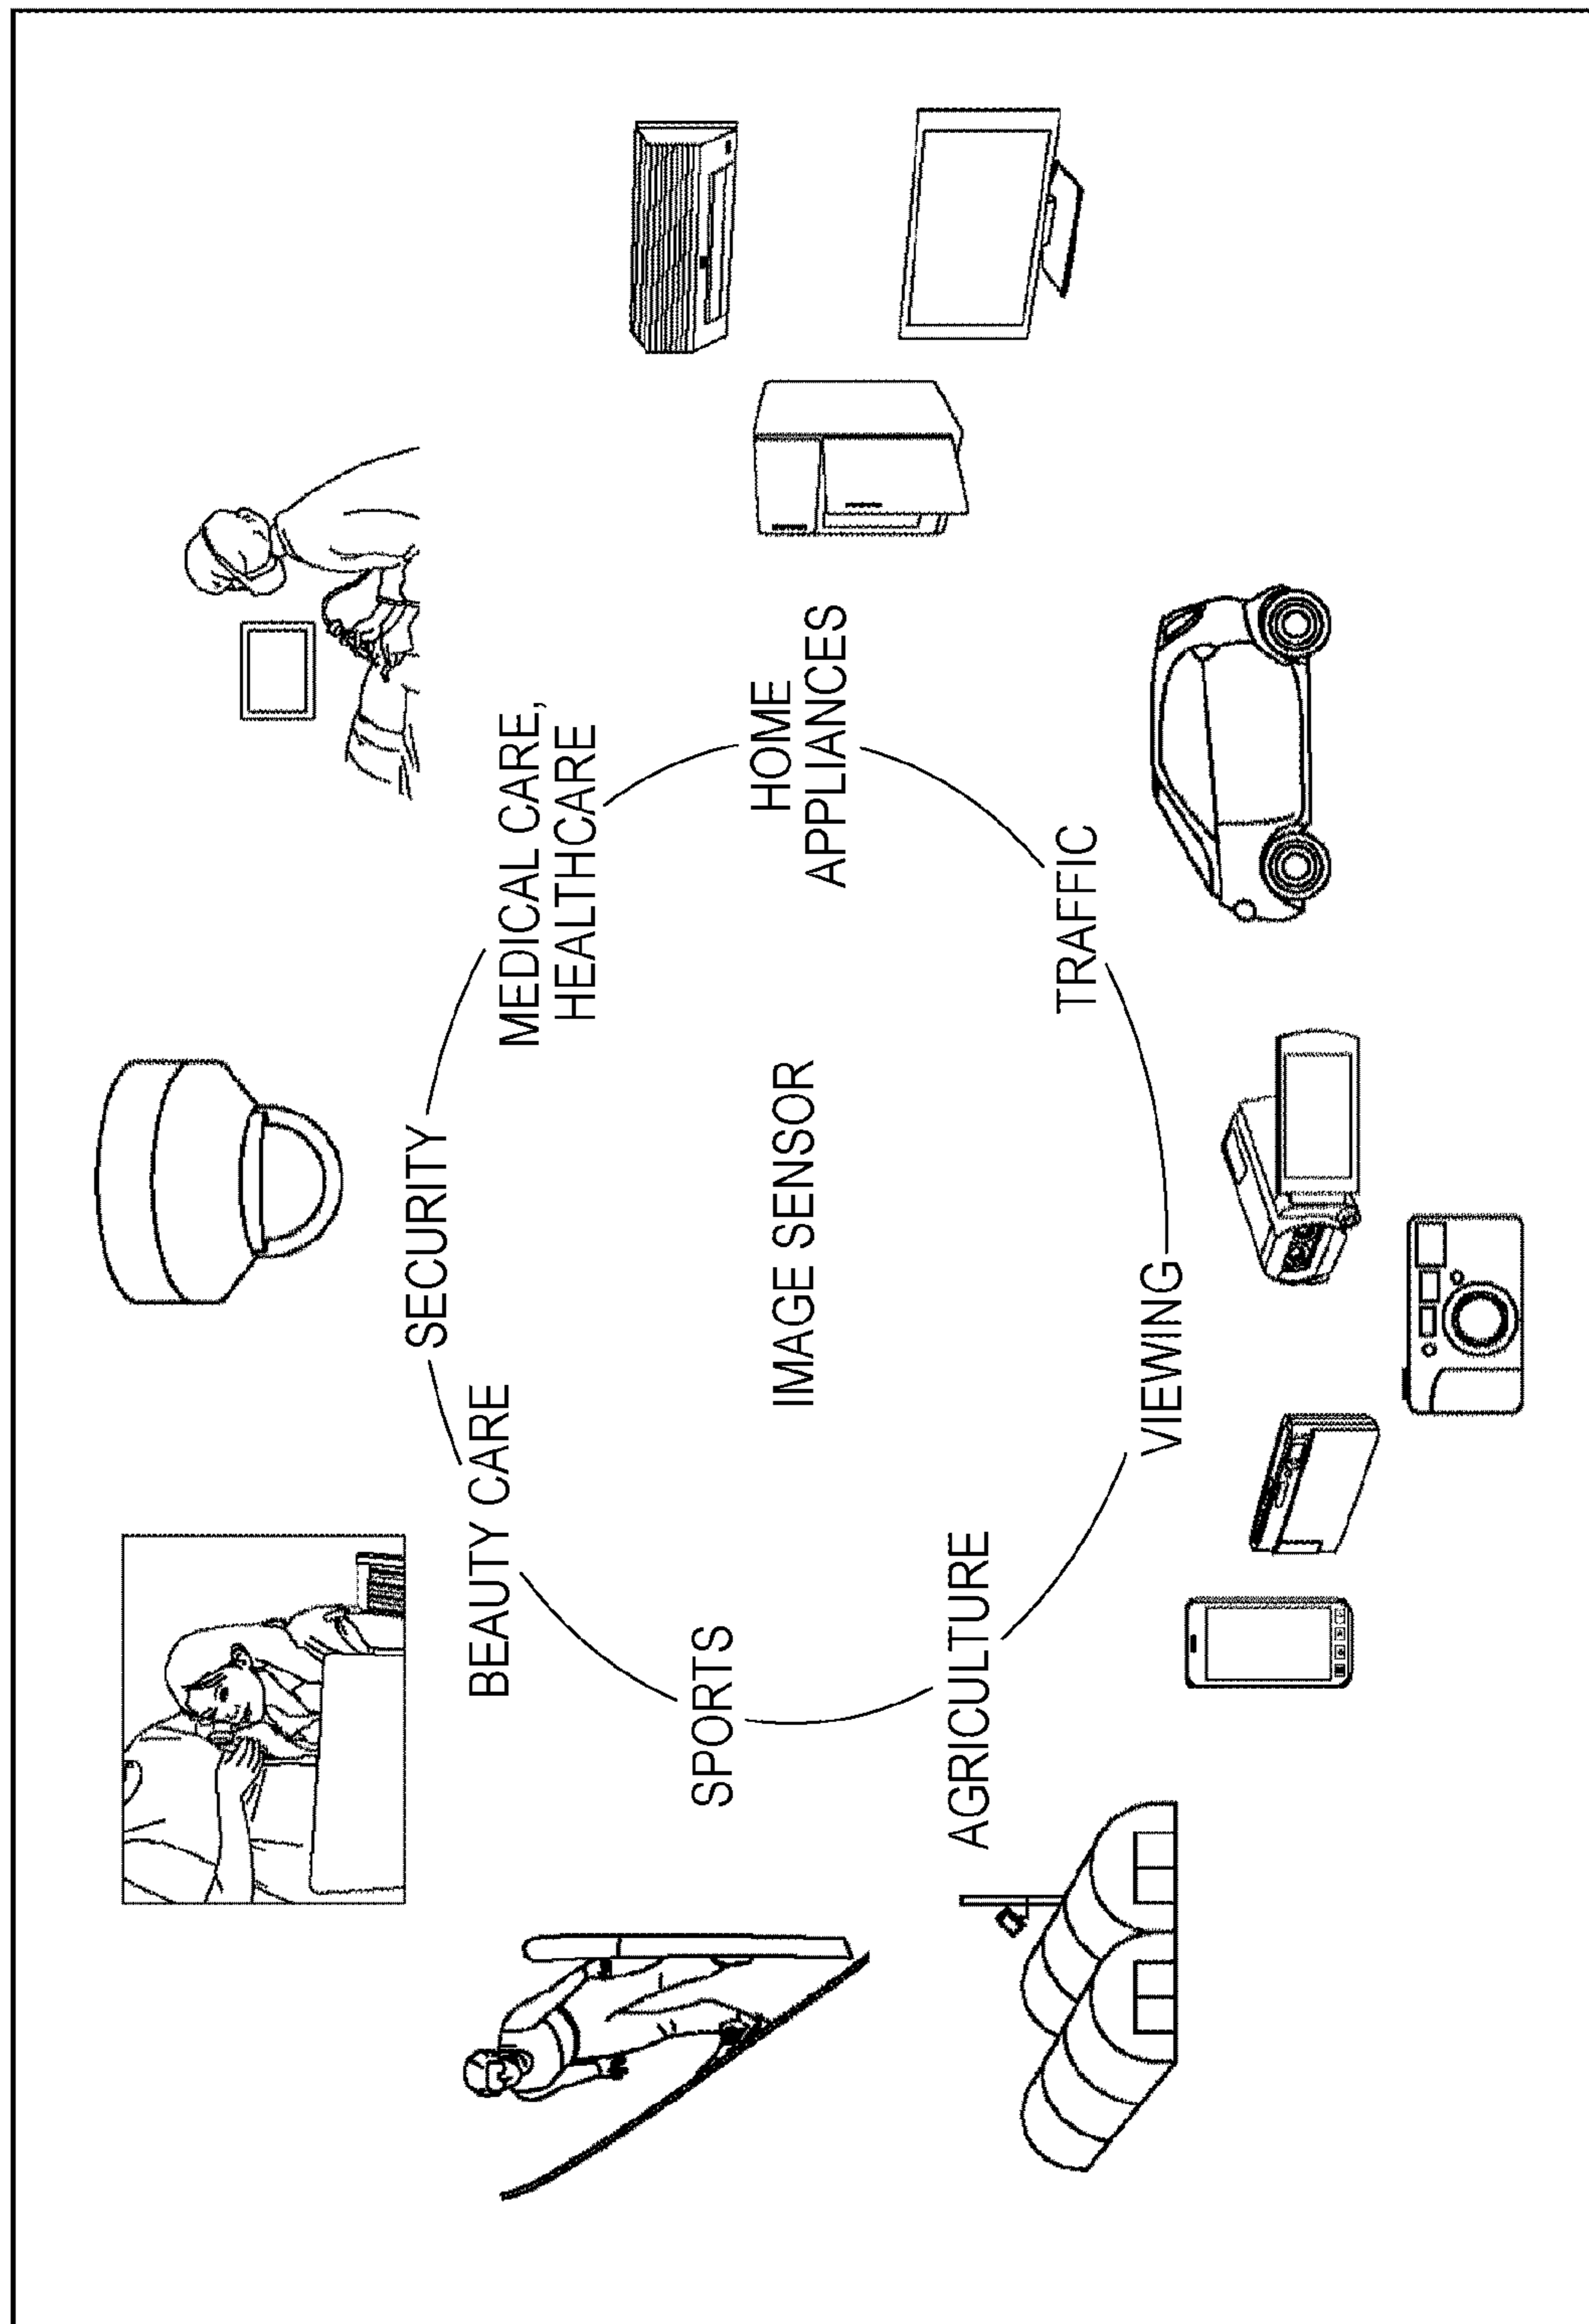 SECURITY
BEAUTY CARE
MEDICAL CARE,
HEALTHCARE
SPORTS
IMAGE SENSOR
HOME
APPLIANCES
AGRICULTURE
TRAFFIC
VIEWING